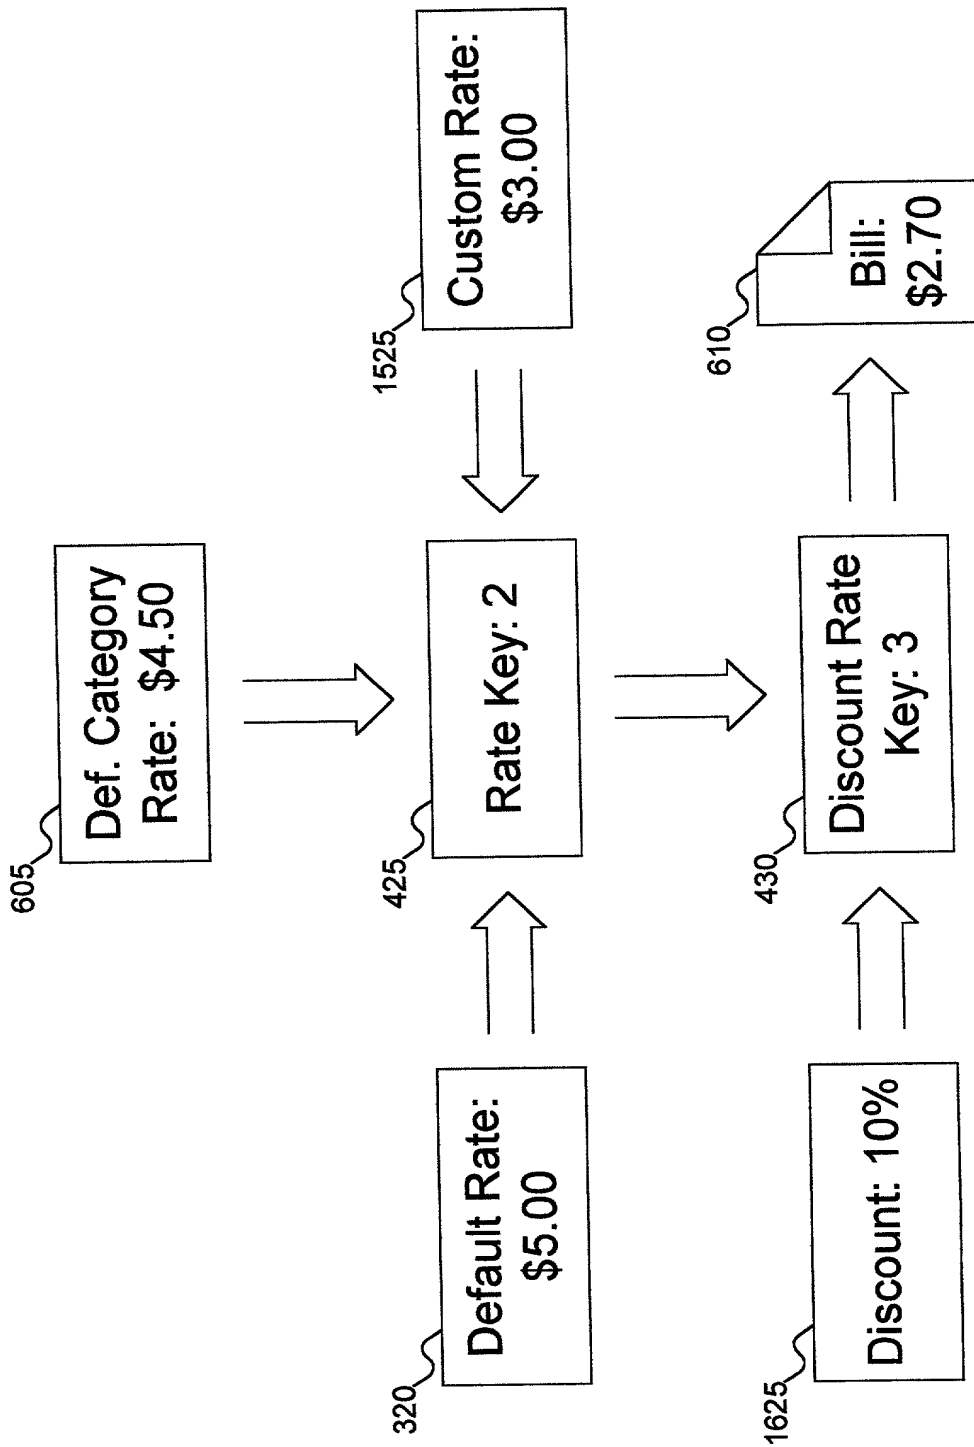 605
Def. Category
Rate: $4.50
320
Default Rate:
$5.00
425
Rate Key: 2
1525
Custom Rate:
$3.00
1625
Discount: 10%
430
Discount Rate
Key: 3
610
Bill:
$2.70